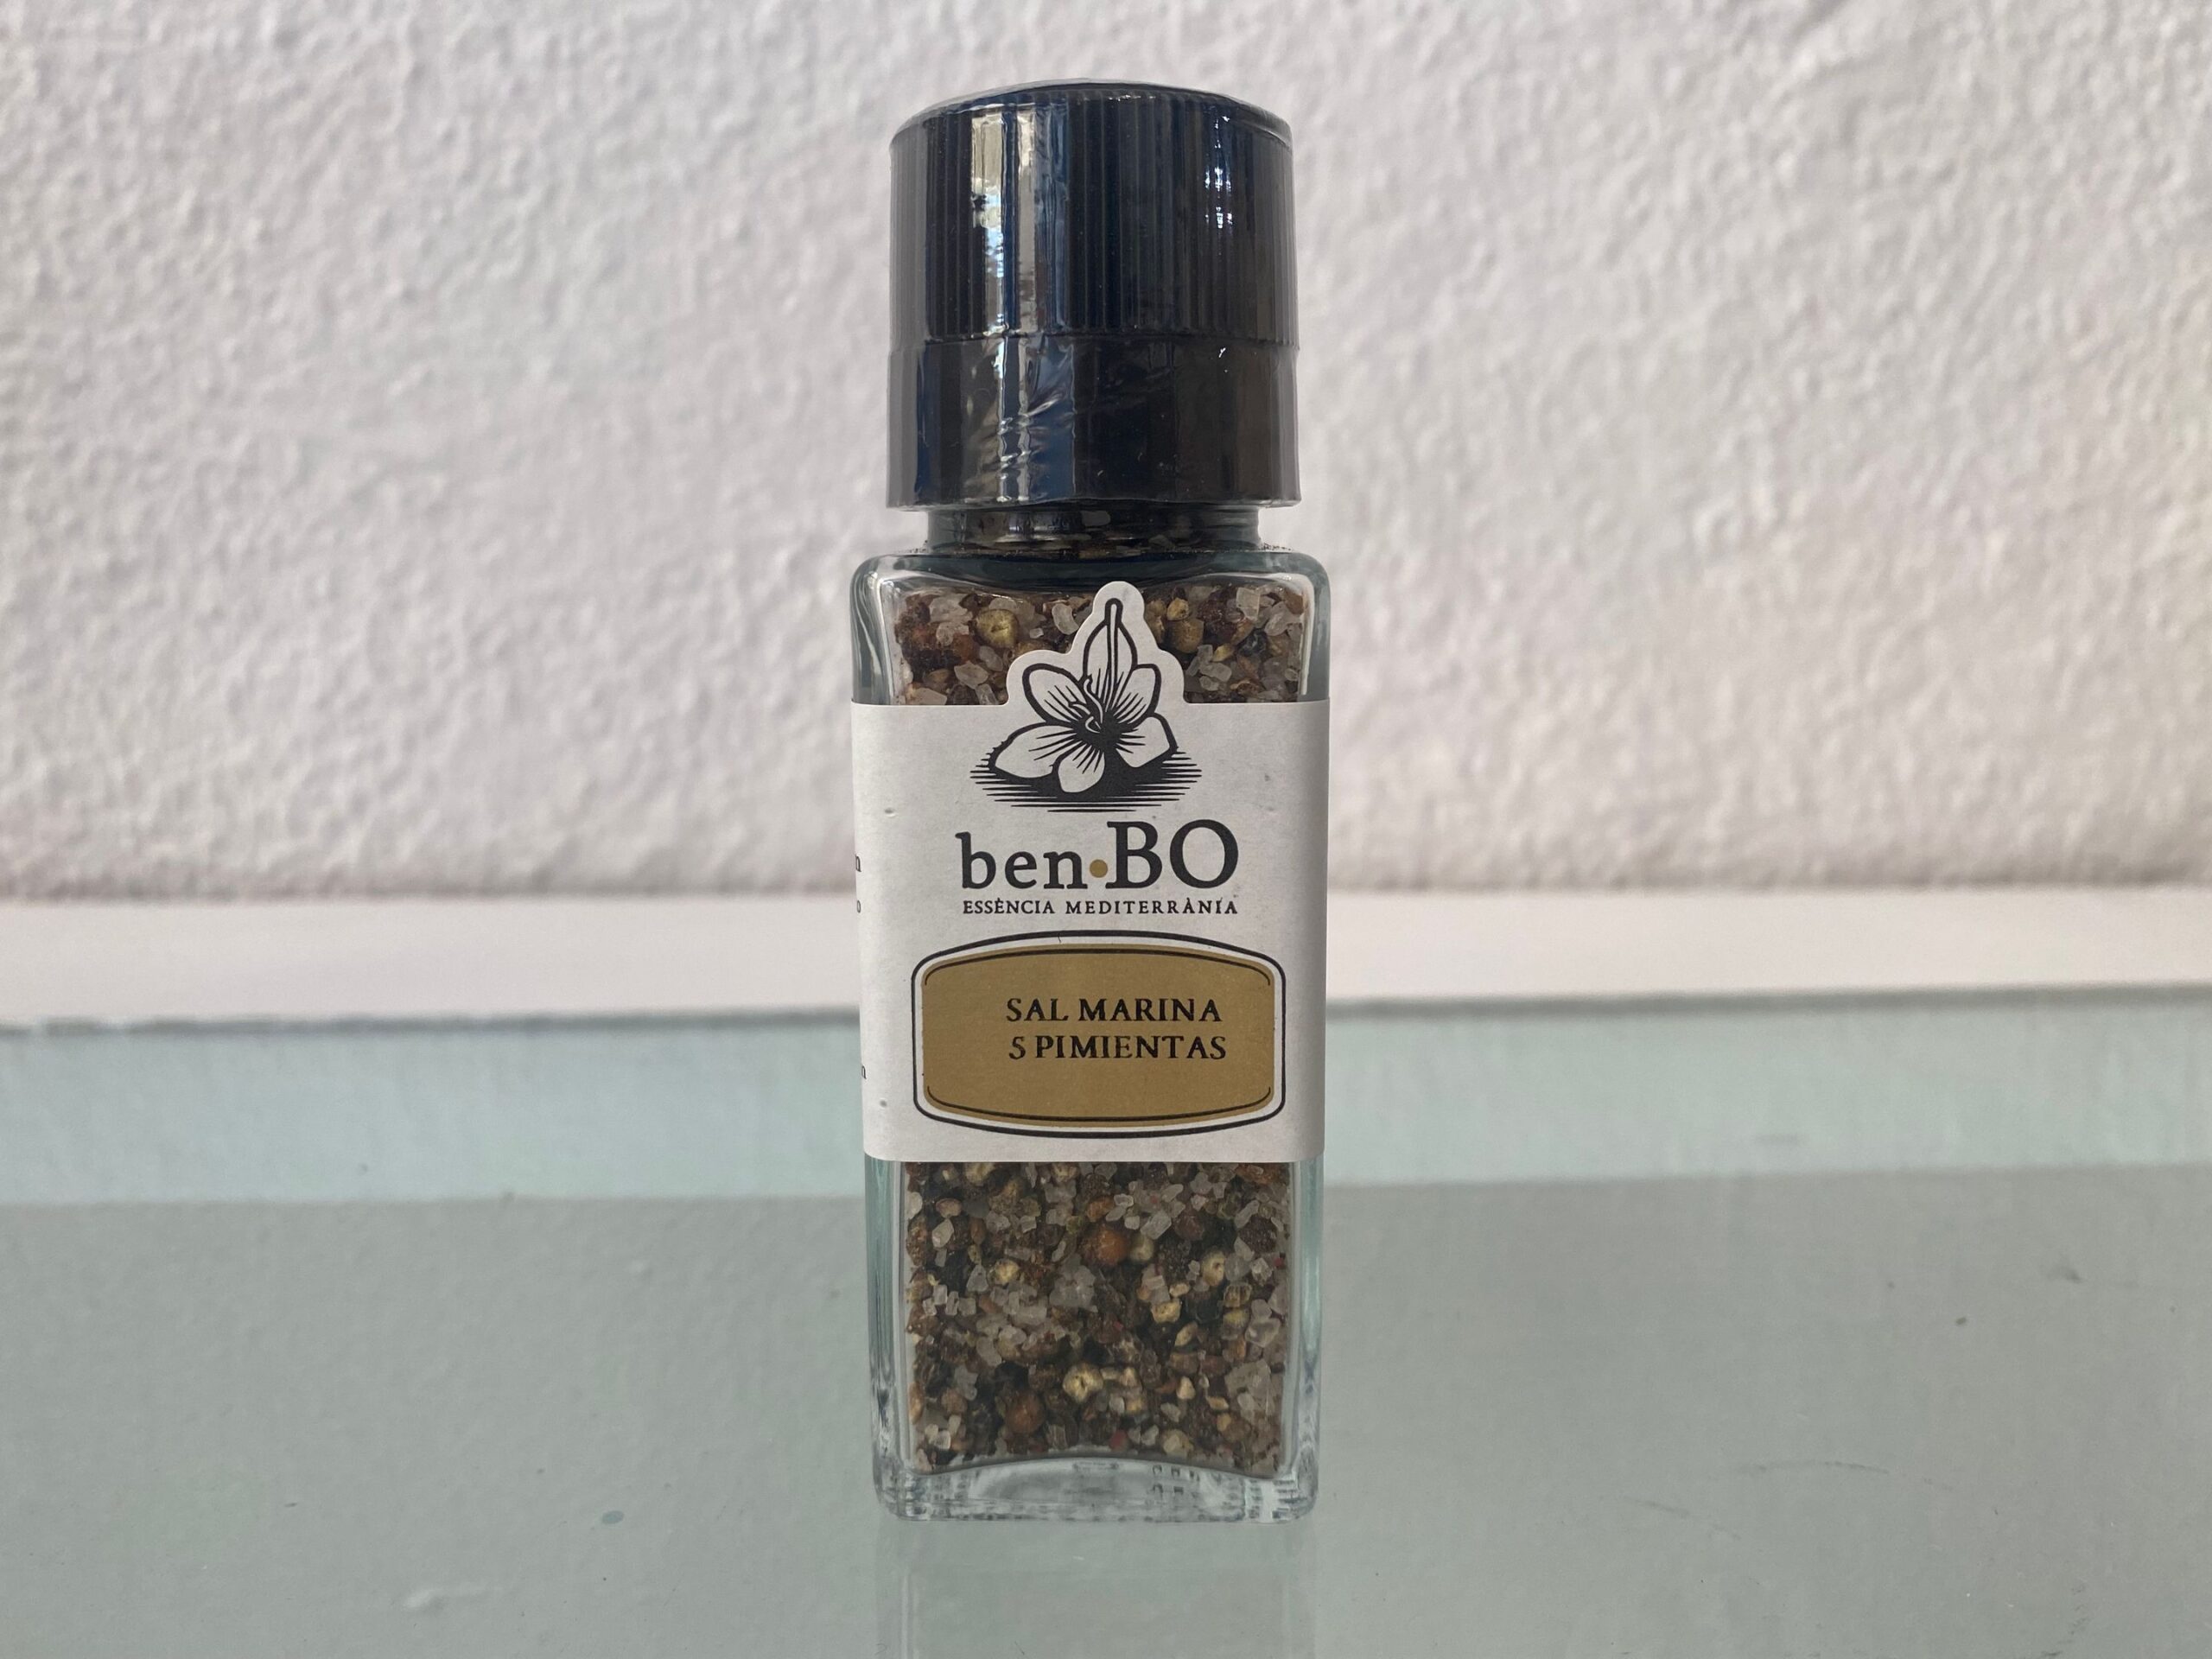 ben•BO
ESSÈNCIA MEDITERRÀNIA
SAL MARINA
5 PIMIENTAS